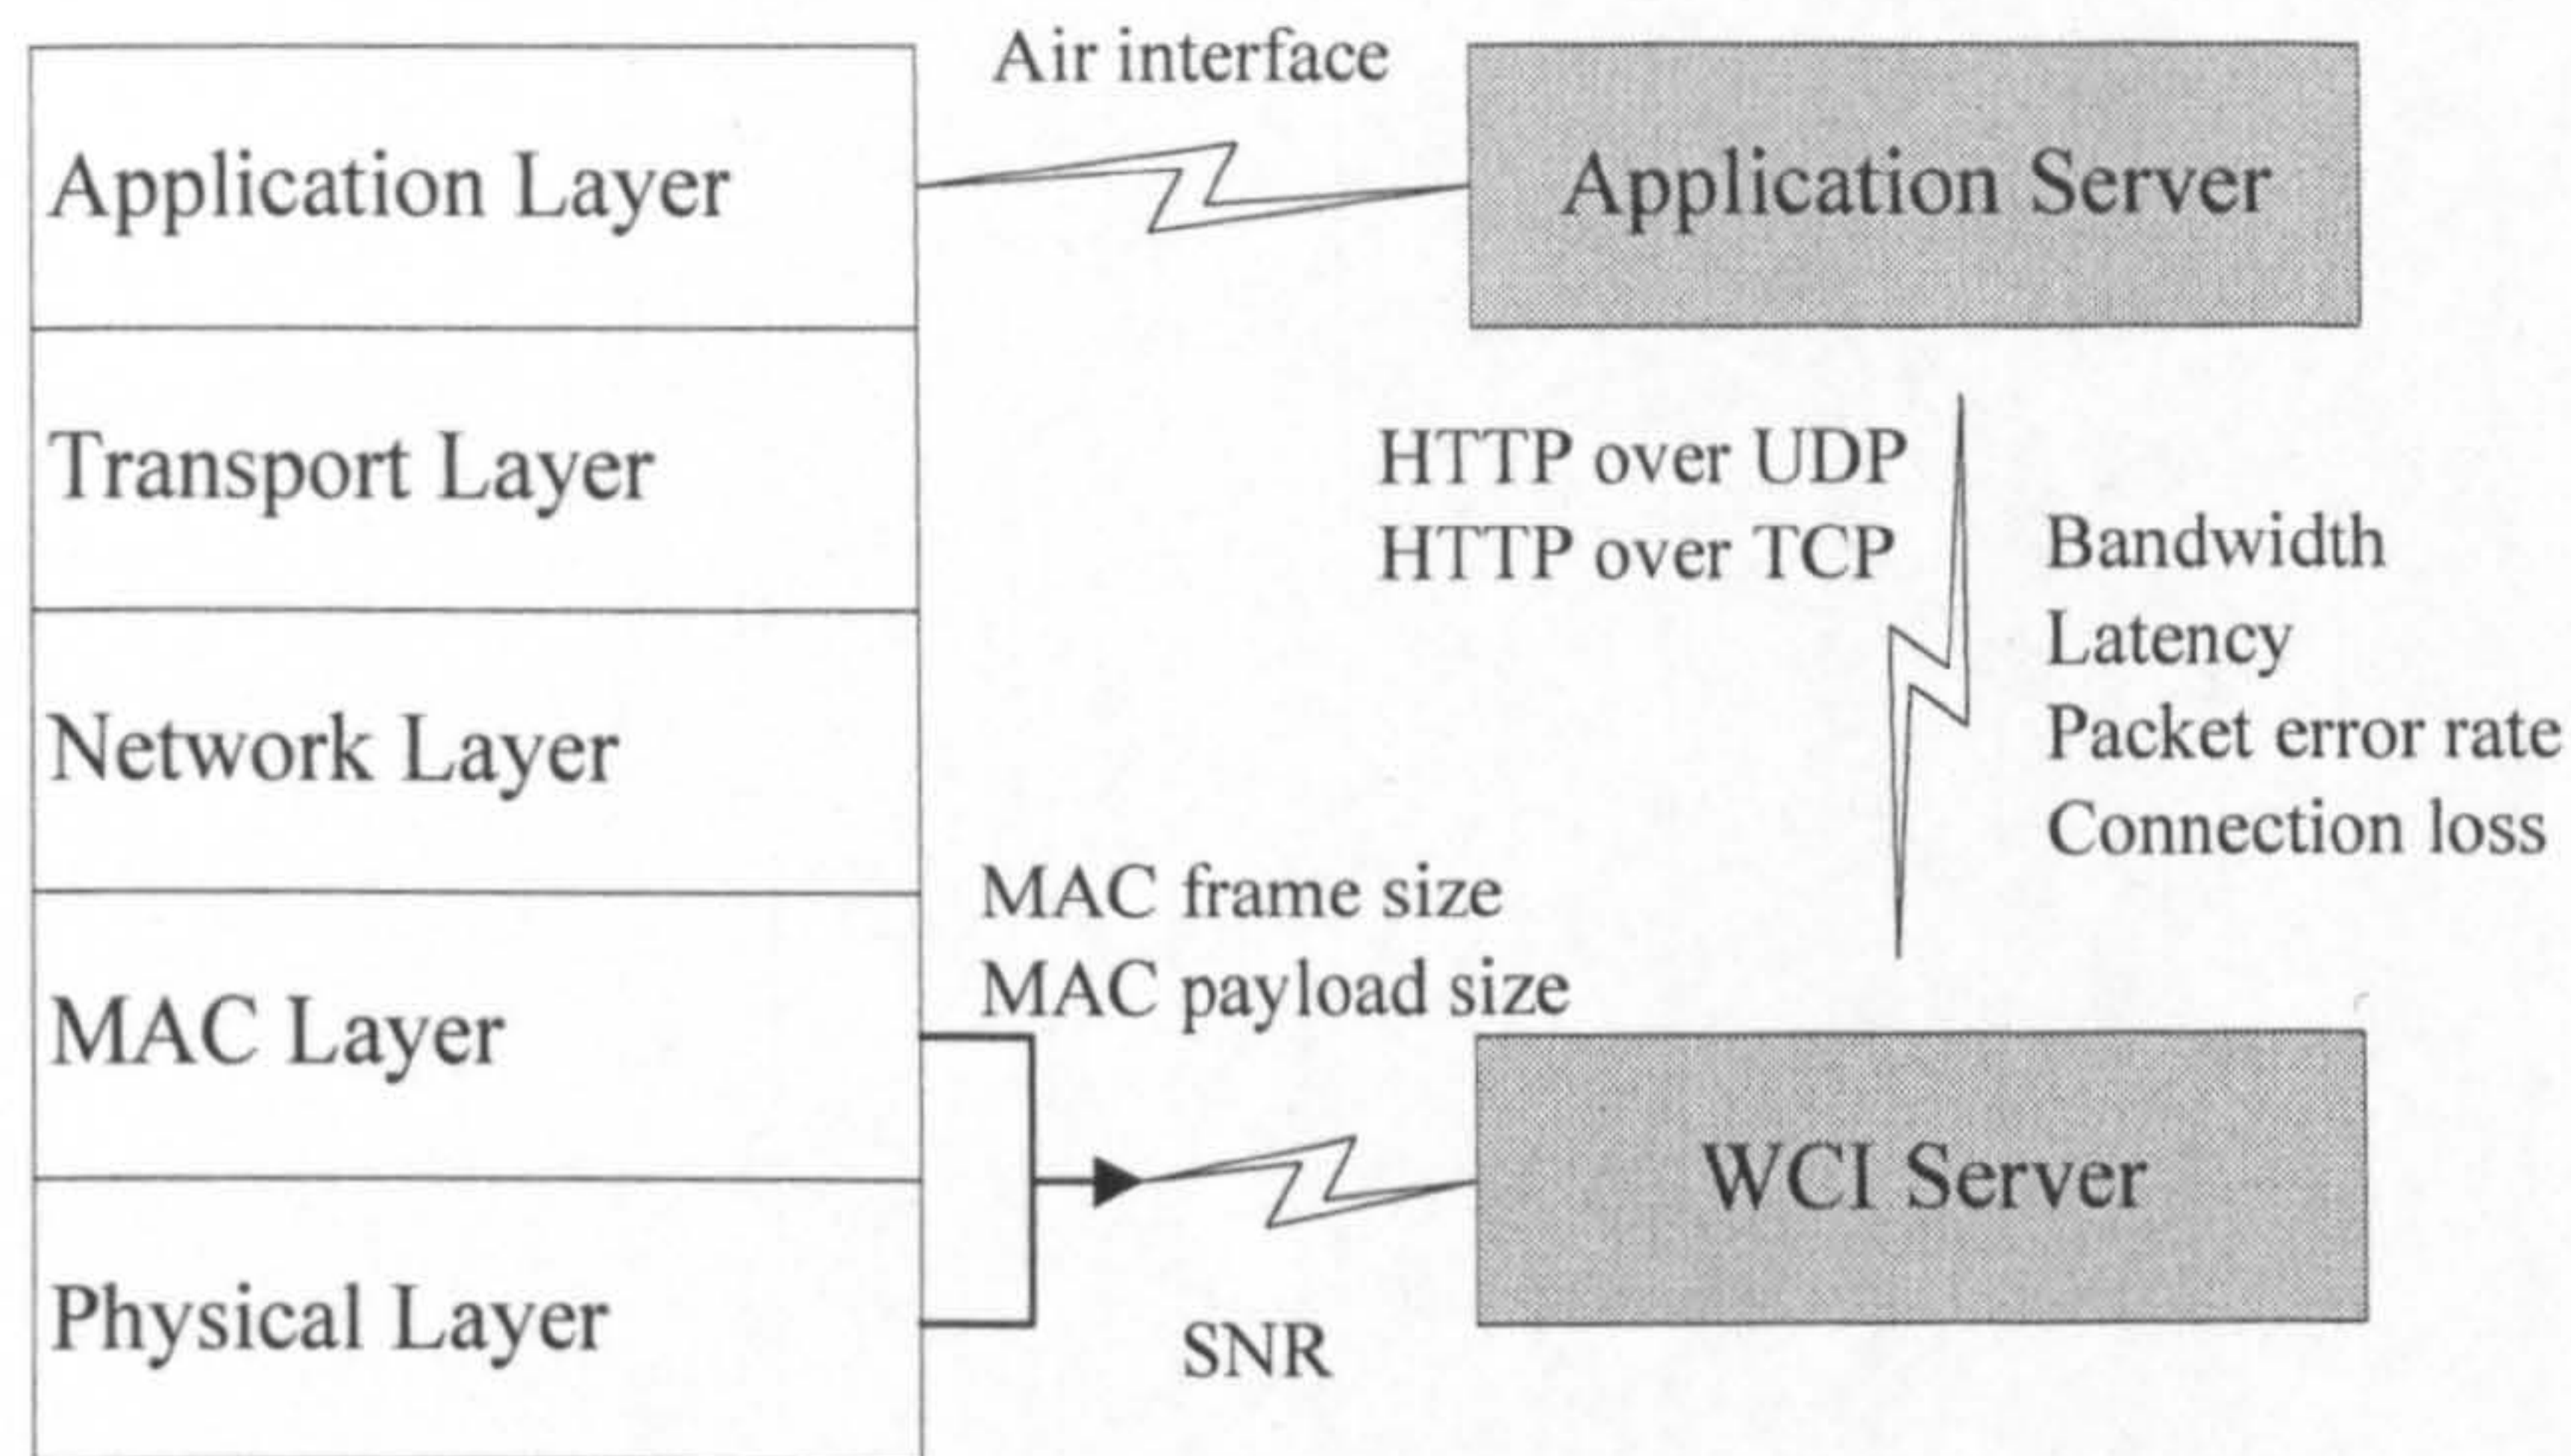 Air interface
Application Layer
Application Server
Transport Layer
HTTP over UDP
HTTP over TCP
Bandwidth
Latency
Packet error rate
Connection loss
Network Layer
MAC frame size
MAC payload size
MAC Layer
WCI Server
Physical Layer
SNR